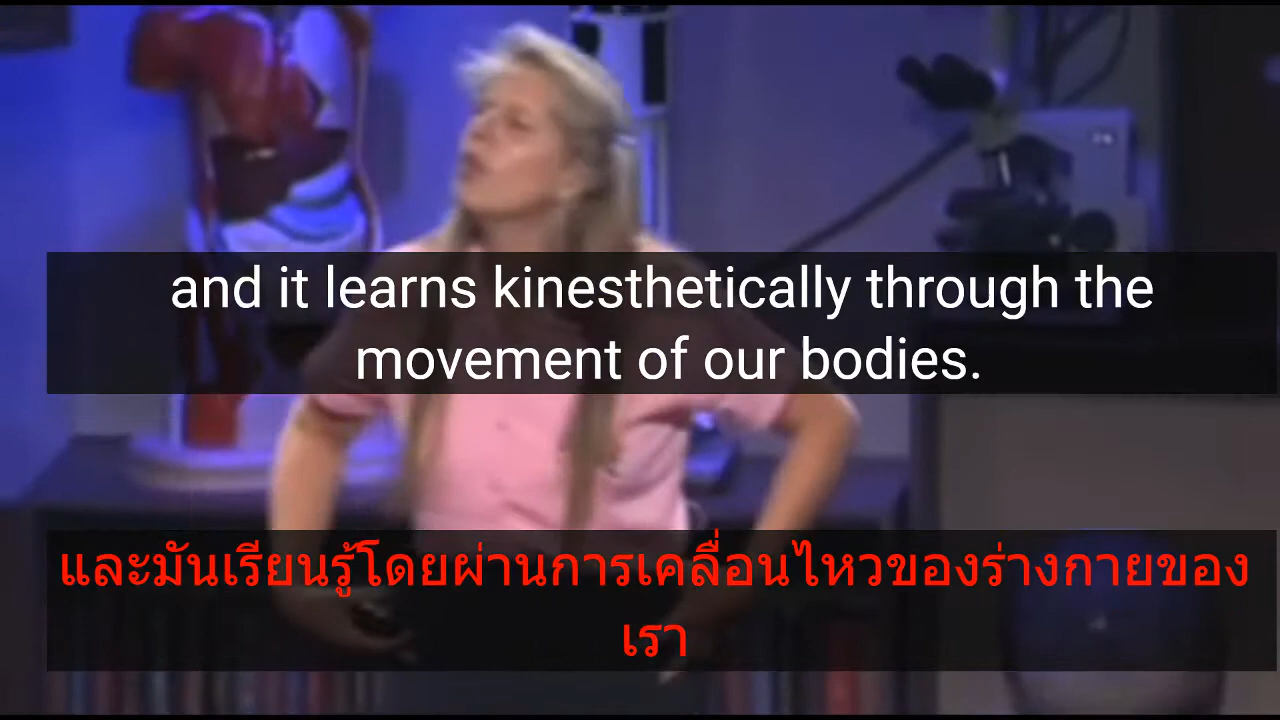 and it learns kinesthetically through the
movement of our bodies.
และมันเรียนรู้โดยผ่านการเคลื่อนไหวของร่างกายของ
เรา